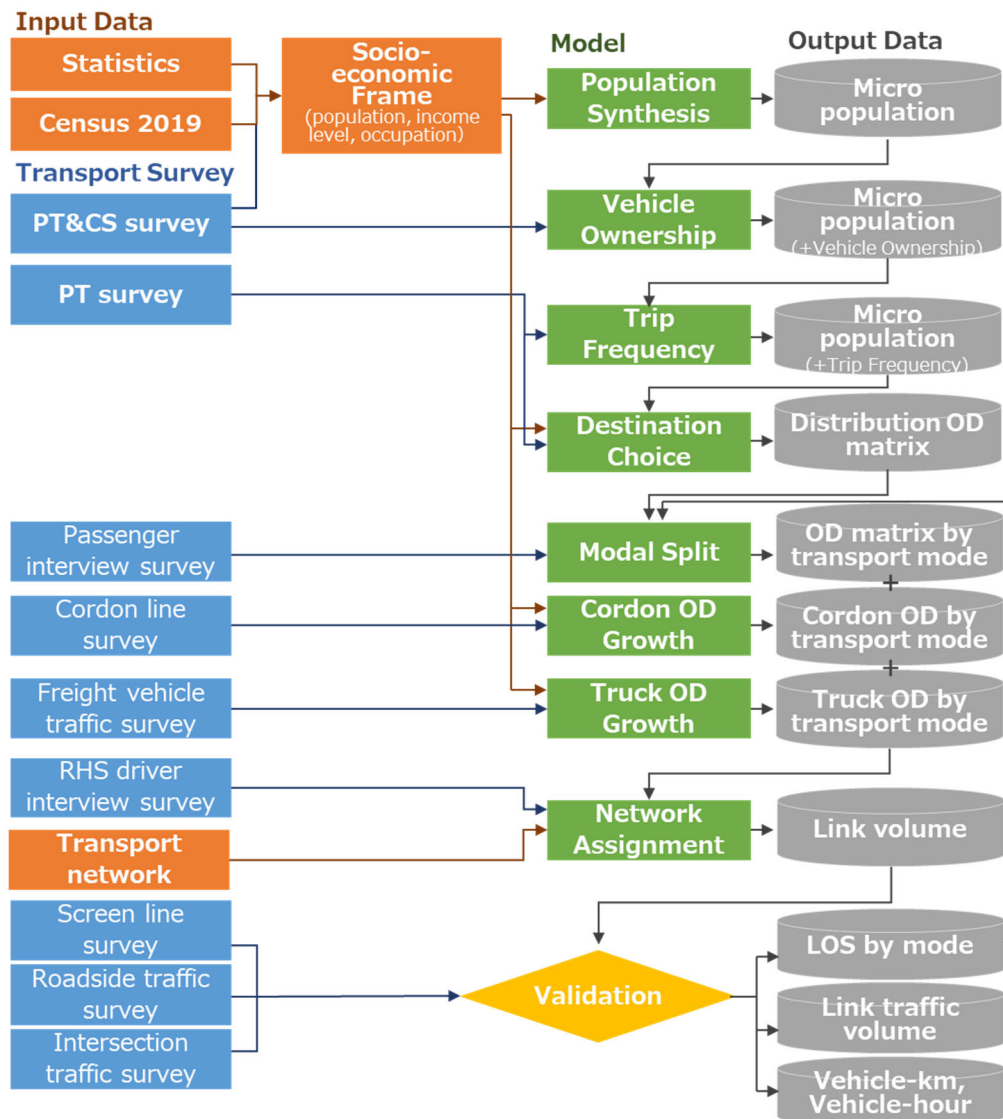 Input Data
Statistics
Census 2019
Socio-
economic
Frame
(population, income
level, occupation)
Model
Output Data
Population
Synthesis
Micro
population
Transport Survey
PT&CS survey
Vehicle
Ownership
Micro
population
(+Vehicle Ownership)
PT survey
Trip
Frequency
Micro
population
(+Trip Frequency)
Destination
Choice
Distribution OD
matrix
Passenger
interview survey
Modal Split
OD matrix by
transport mode
+
Cordon line
survey
Cordon OD
Growth
Cordon OD by
transport mode
+
Freight vehicle
traffic survey
Truck OD
Growth
Truck OD by
transport mode
RHS driver
interview survey
Transport
network
Network
Assignment
Link volume
Screen line
survey
Roadside traffic
survey
Intersection
traffic survey
Validation
LOS by mode
Link traffic
volume
Vehicle-km,
Vehicle-hour